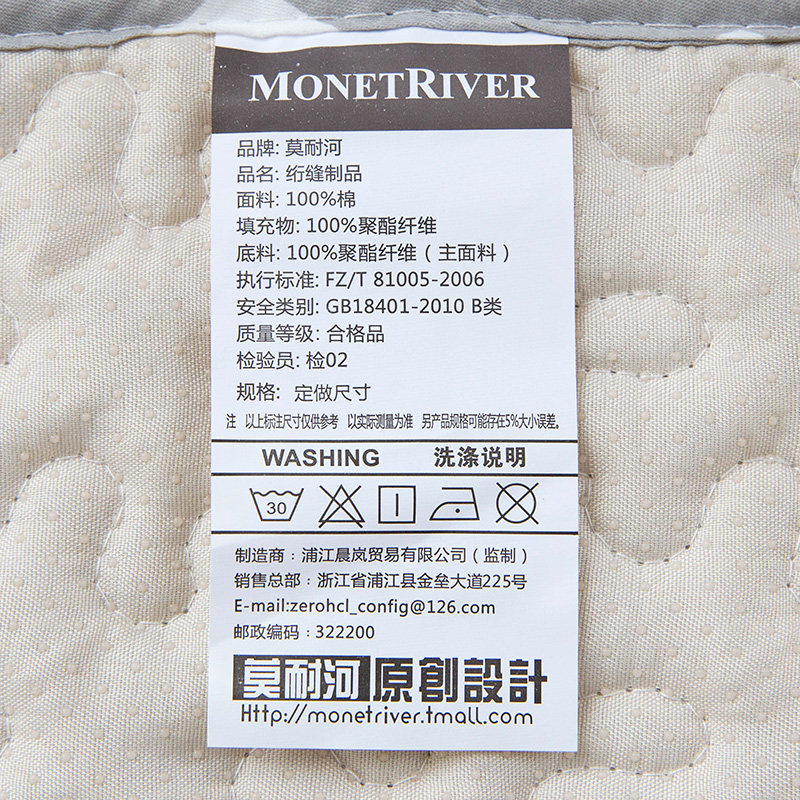 MONETRIVER
品牌: 莫耐河
品名: 绗缝制品
面料: 100%棉
填充物: 100%聚酯纤维
底料: 100%聚酯纤维（主面料）
执行标准: FZ/T 81005-2006
安全类别: GB18401-2010 B类
质量等级: 合格品
检验员: 检02
规格: 定做尺寸
注 以上标注尺寸仅供参考 以实际测量为准 另产品规格可能存在5%大小误差。
WASHING 洗涤说明
30
制造商：浦江晨岚贸易有限公司（监制）
销售总部：浙江省浦江县金垒大道225号
E-mail:zerohcl_config@126.com
邮政编码：322200
莫耐河原創設計
Http://monetriver.tmall.com